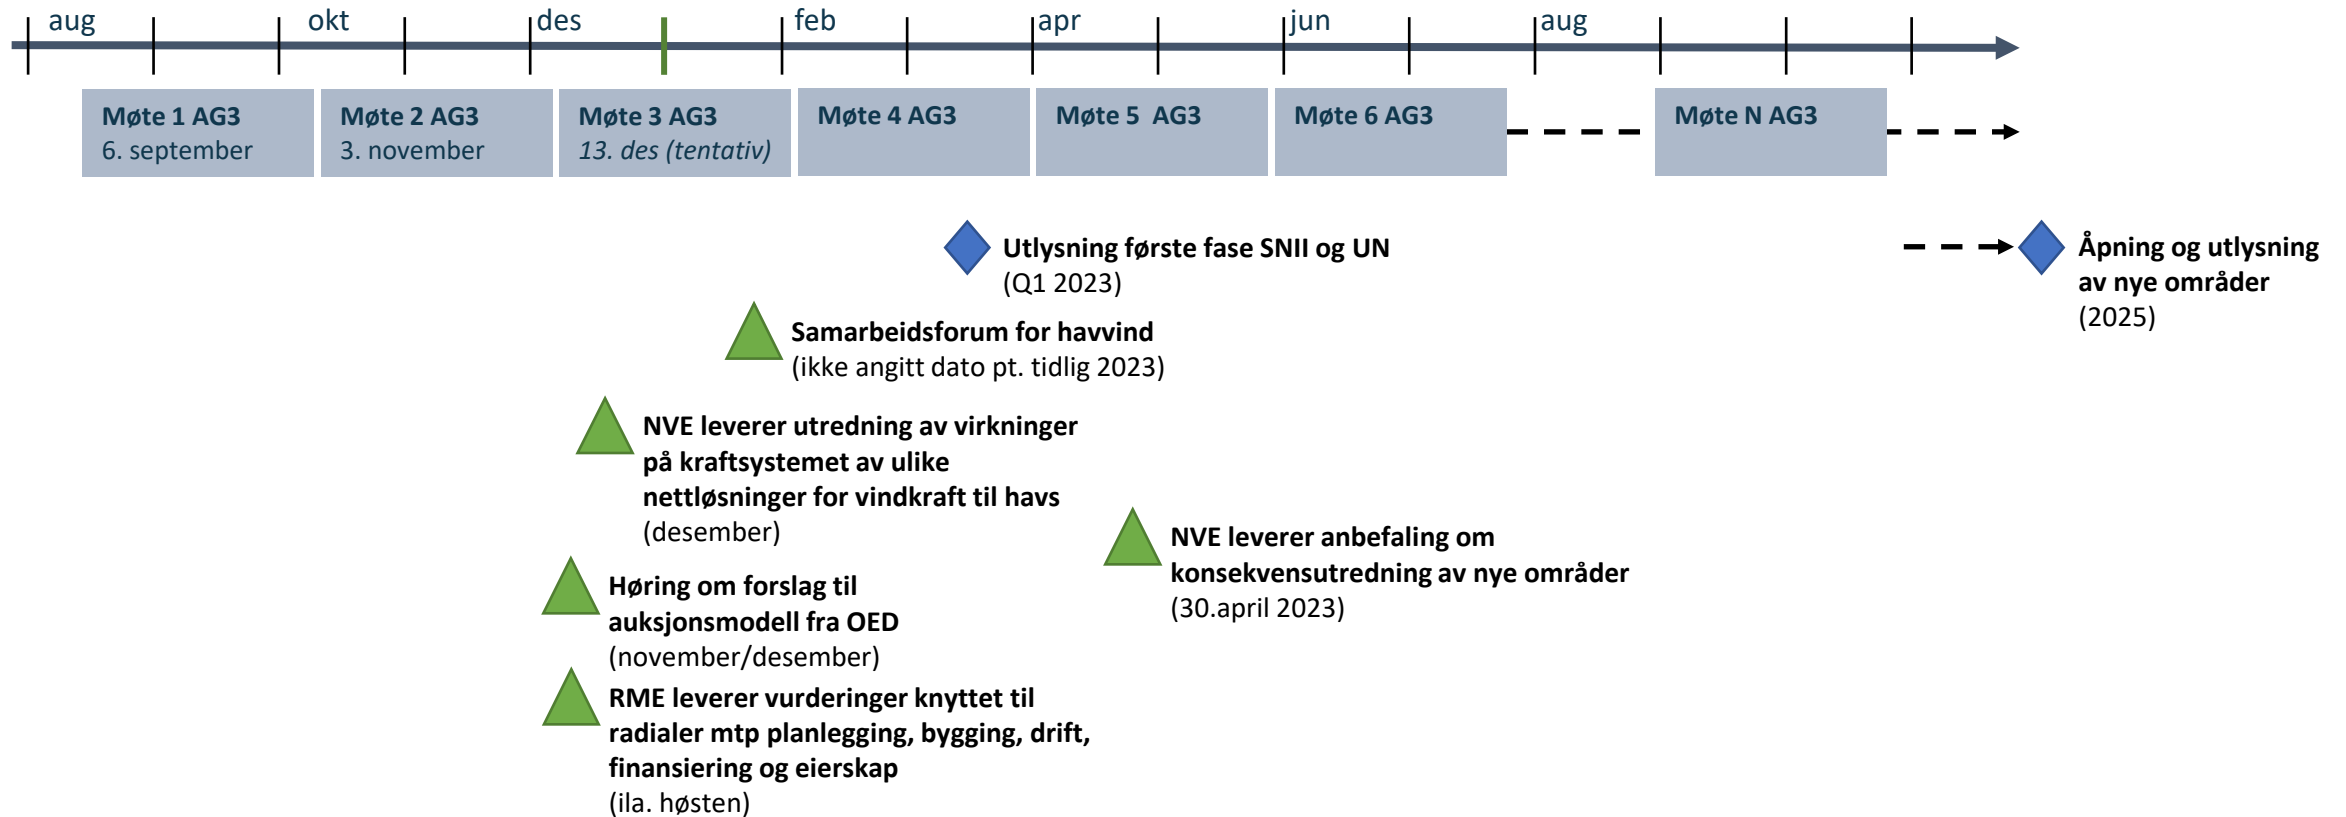 aug
okt
des
feb
apr
jun
aug
Møte 1 AG3
6. september
Møte 2 AG3
3. november
Møte 3 AG3
13. des (tentativ)
Møte 4 AG3
Møte 5 AG3
Møte 6 AG3
Møte N AG3
Utlysning første fase SNII og UN
(Q1 2023)
Åpning og utlysning
av nye områder
(2025)
Samarbeidsforum for havvind
(ikke angitt dato pt. tidlig 2023)
NVE leverer utredning av virkninger
på kraftsystemet av ulike
nettløsninger for vindkraft til havs
(desember)
NVE leverer anbefaling om
konsekvensutredning av nye områder
(30.april 2023)
Høring om forslag til
auksjonsmodell fra OED
(november/desember)
RME leverer vurderinger knyttet til
radialer mtp planlegging, bygging, drift,
finansiering og eierskap
(ila. høsten)